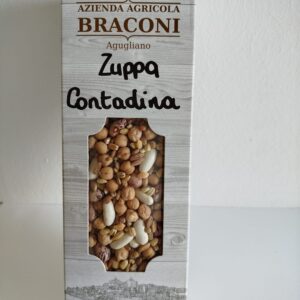 AZIENDA AGRICOLA
BRACONI
Agugliano
Zuppa
Contadina